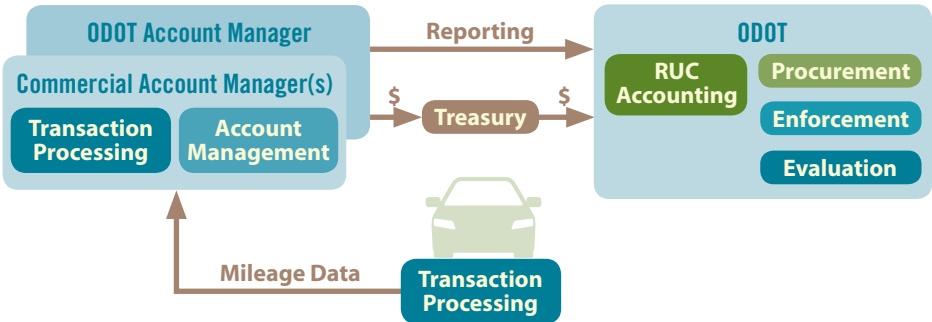 ODOT Account Manager
Commercial Account Manager(s)
Transaction
Processing
Account
Management
Reporting
$
Treasury
$
ODOT
RUC
Accounting
Procurement
Enforcement
Evaluation
Mileage Data
Transaction
Processing